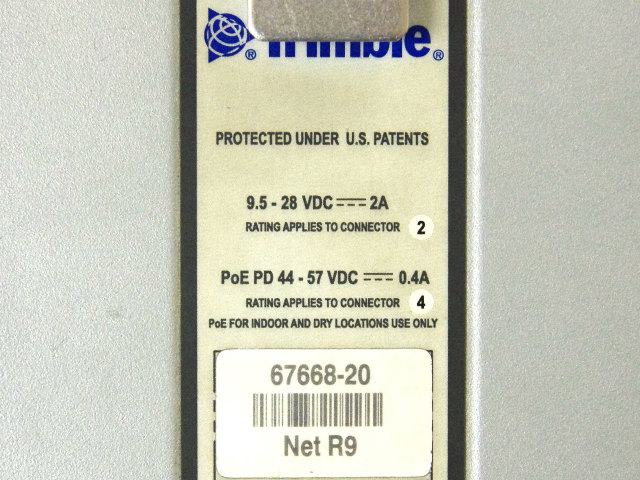 Trimble
PROTECTED UNDER U.S. PATENTS
9.5 - 28 VDC 2A
RATING APPLIES TO CONNECTOR 2
PoE PD 44 - 57 VDC 0.4A
RATING APPLIES TO CONNECTOR 4
PoE FOR INDOOR AND DRY LOCATIONS USE ONLY
67668-20
Net R9